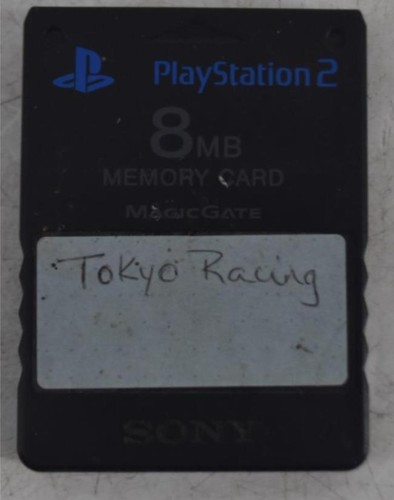 PlayStation 2
8MB
MEMORY CARD
MAGICGATE
Tokyo Racing
SONY